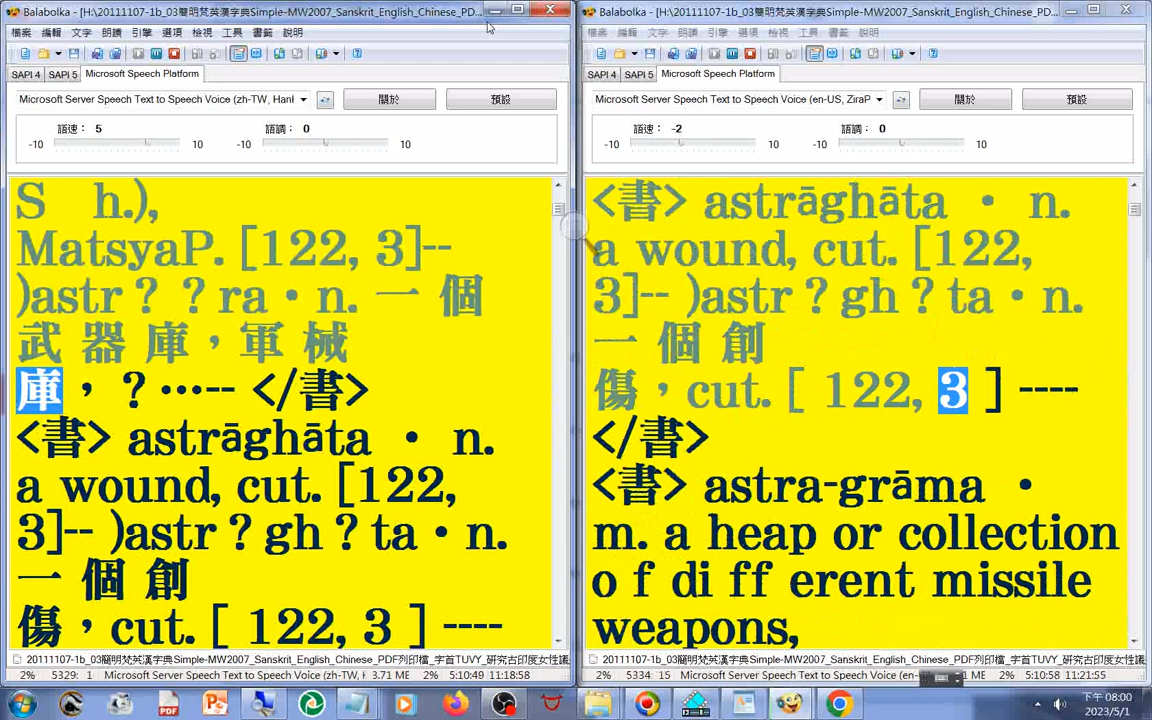 Balabolka - [H:\20111107-1b_03簡明梵英漢字典Simple-MW2007_Sanskrit_English_Chinese_PD...
檔案 編輯 文字 朗讀 引擎 選項 檢視 工具 書籤 說明
SAPI 4 SAPI 5 Microsoft Speech Platform
Microsoft Server Speech Text to Speech Voice (zh-TW, Hanl
關於 預設
語速: 5 語調: 0
-10 10 -10 10
S h.),
MatsyaP. [122, 3]--
)astr？？ra・n. 一 個
武 器 庫，軍 械
庫，？…-- </書>
<書> astrāghāta ・ n.
a wound, cut. [122,
3]-- )astr？gh？ta・n.
一 個 創
傷，cut. [ 122, 3 ] ----
20111107-1b_03簡明梵英漢字典Simple-MW2007_Sanskrit_English_Chinese_PDF列印檔_字首TUVY_研究古印度女性議
2% 5329: 1 Microsoft Server Speech Text to Speech Voice (zh-TW, H 3.71 ME 2% 5:10:49 11:18:58
Balabolka - [H:\20111107-1b_03簡明梵英漢字典Simple-MW2007_Sanskrit_English_Chinese_PD...
檔案 編輯 文字 朗讀 引擎 選項 檢視 工具 書籤 說明
SAPI 4 SAPI 5 Microsoft Speech Platform
Microsoft Server Speech Text to Speech Voice (en-US, ZiraP
關於 預設
語速: -2 語調: 0
-10 10 -10 10
<書> astrāghāta ・ n.
a wound, cut. [122,
3]-- )astr？gh？ta・n.
一 個 創
傷，cut. [ 122, 3 ] ----
</書>
<書> astra-grāma ・
m. a heap or collection
o f di ff erent missile
weapons,
20111107-1b_03簡明梵英漢字典Simple-MW2007_Sanskrit_English_Chinese_PDF列印檔_字首TUVY_研究古印度女性議
2% 5334: 15 Microsoft Server Speech Text to Speech Voice (en-US, 3.71 ME 2% 5:10:58 11:21:55
下午 08:00
2023/5/1